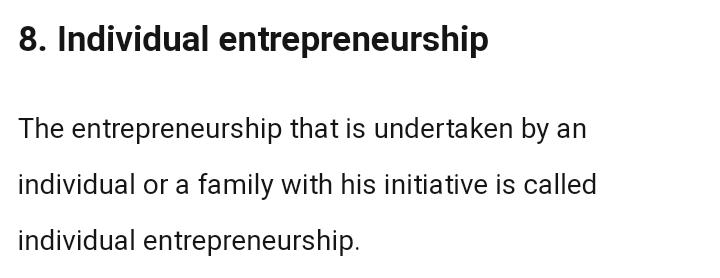 8. Individual entrepreneurship
The entrepreneurship that is undertaken by an
individual or a family with his initiative is called
individual entrepreneurship.